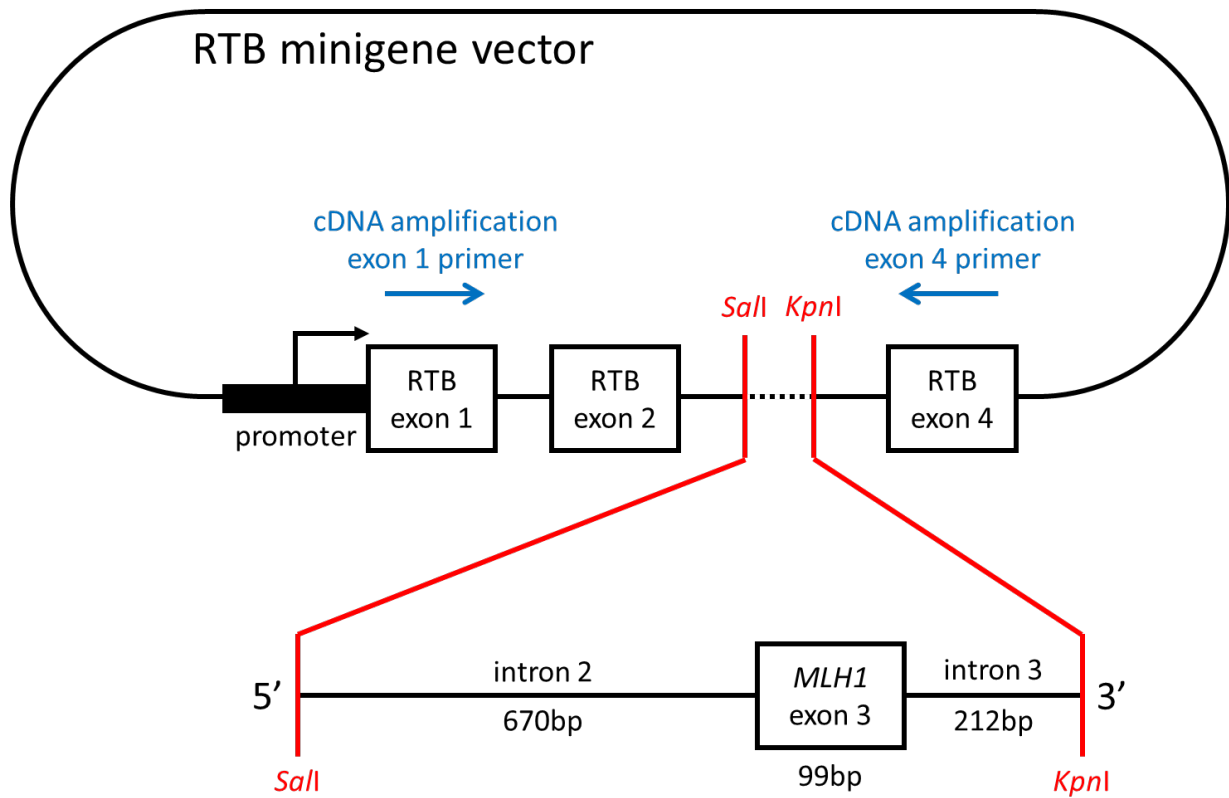 RTB minigene vector
cDNA amplification
exon 1 primer
cDNA amplification
exon 4 primer
SalI
KpnI
RTB
exon 1
RTB
exon 2
RTB
exon 4
promoter
5’
intron 2
670bp
MLH1
exon 3
99bp
intron 3
212bp
3’
SalI
KpnI